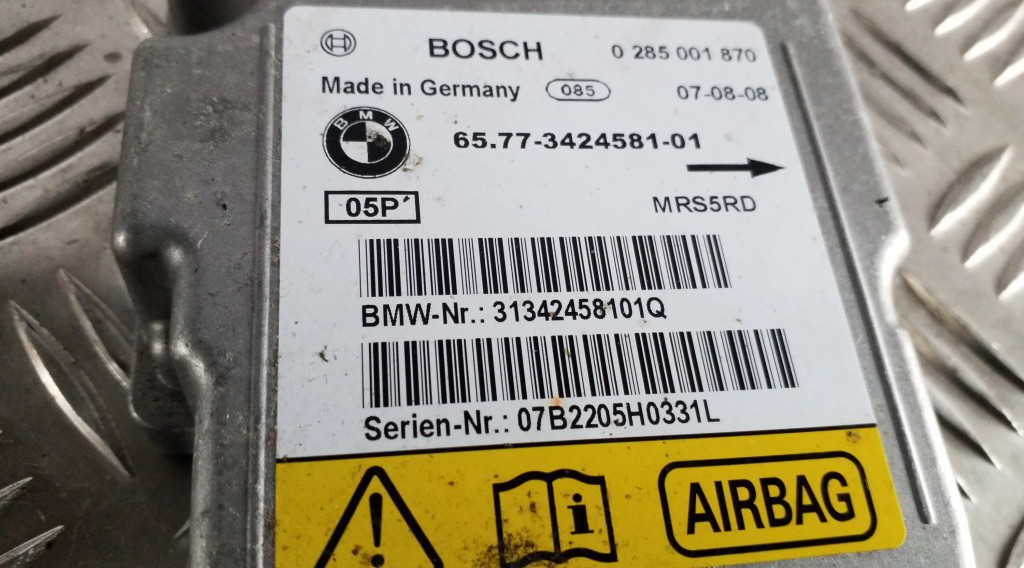 BOSCH 0 285 001 870
Made in Germany 085 07-08-08
BMW 65.77-3424581-01
05P´ MRS5RD
BMW-Nr.: 31342458101Q
Serien-Nr.: 07B2205H0331L
! i AIRBAG